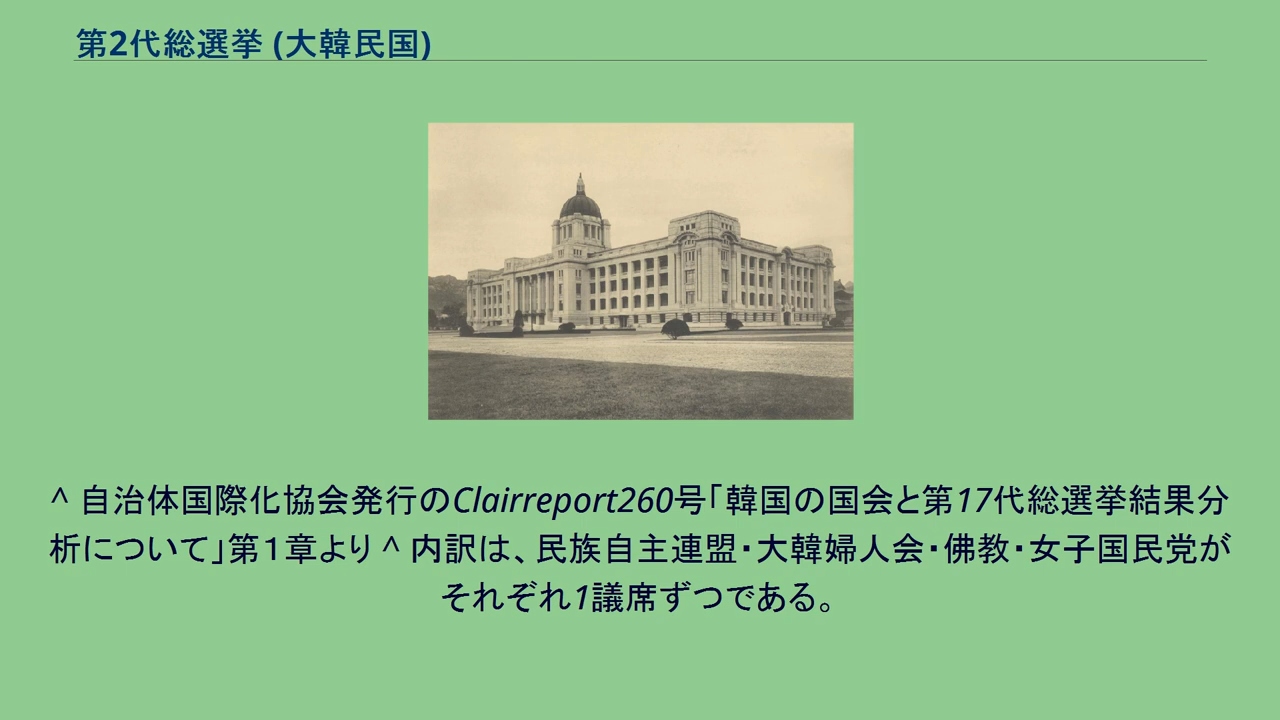 第2代総選挙 (大韓民国)
^ 自治体国際化協会発行のClairreport260号｢韓国の国会と第17代総選挙結果分
析について｣第１章より ^ 内訳は、民族自主連盟･大韓婦人会･佛教･女子国民党が
それぞれ1議席ずつである。